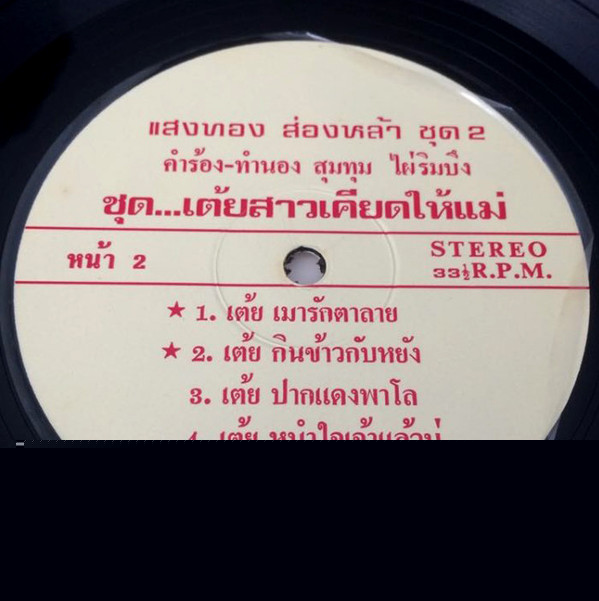 แสงทอง ส่องหล้า ชุด 2
คำร้อง-ทำนอง สุมทุม ไผ่ริมบึง
ชุด...เต้ยสาวเคียดให้แม่
หน้า 2
STEREO
33½R.P.M.
★ 1. เต้ย เมารักตาลาย
★ 2. เต้ย กินข้าวกับหยัง
3. เต้ย ปากแดงพาโล
4. เต้ย